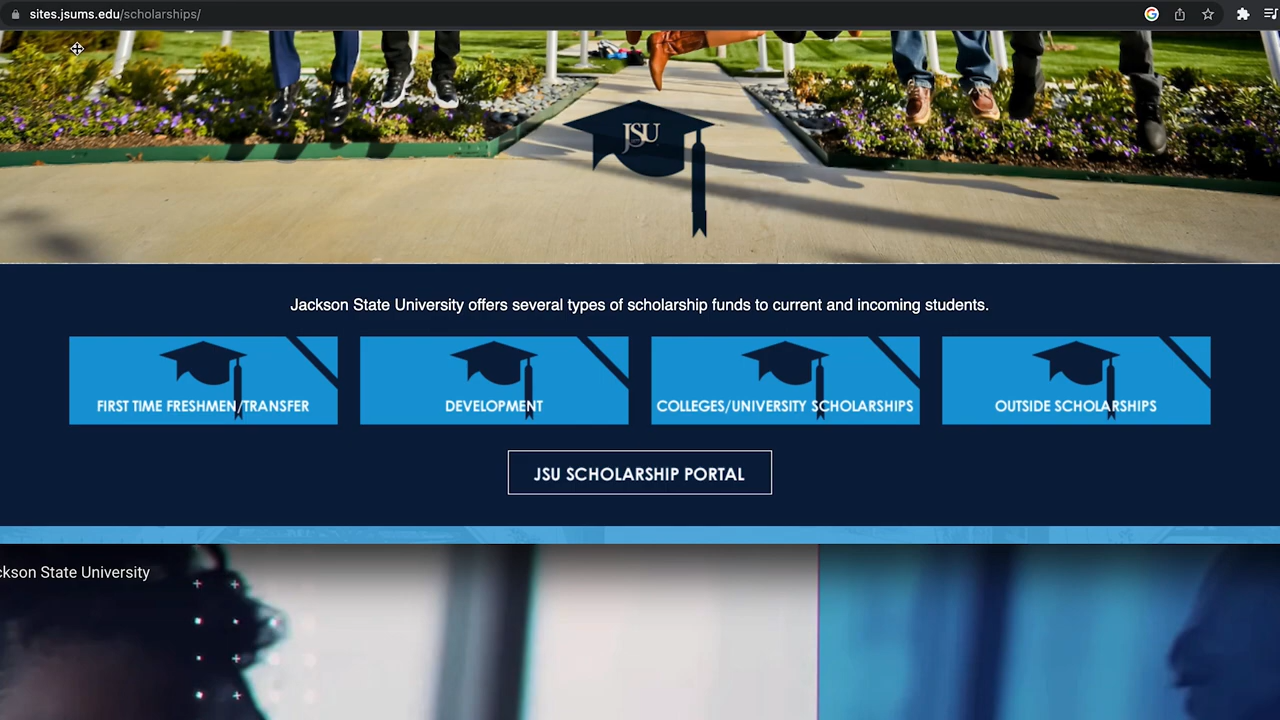 sites.jsums.edu/scholarships/
JSU
Jackson State University offers several types of scholarship funds to current and incoming students.
FIRST TIME FRESHMEN/TRANSFER
DEVELOPMENT
COLLEGES/UNIVERSITY SCHOLARSHIPS
OUTSIDE SCHOLARSHIPS
JSU SCHOLARSHIP PORTAL
ckson State University